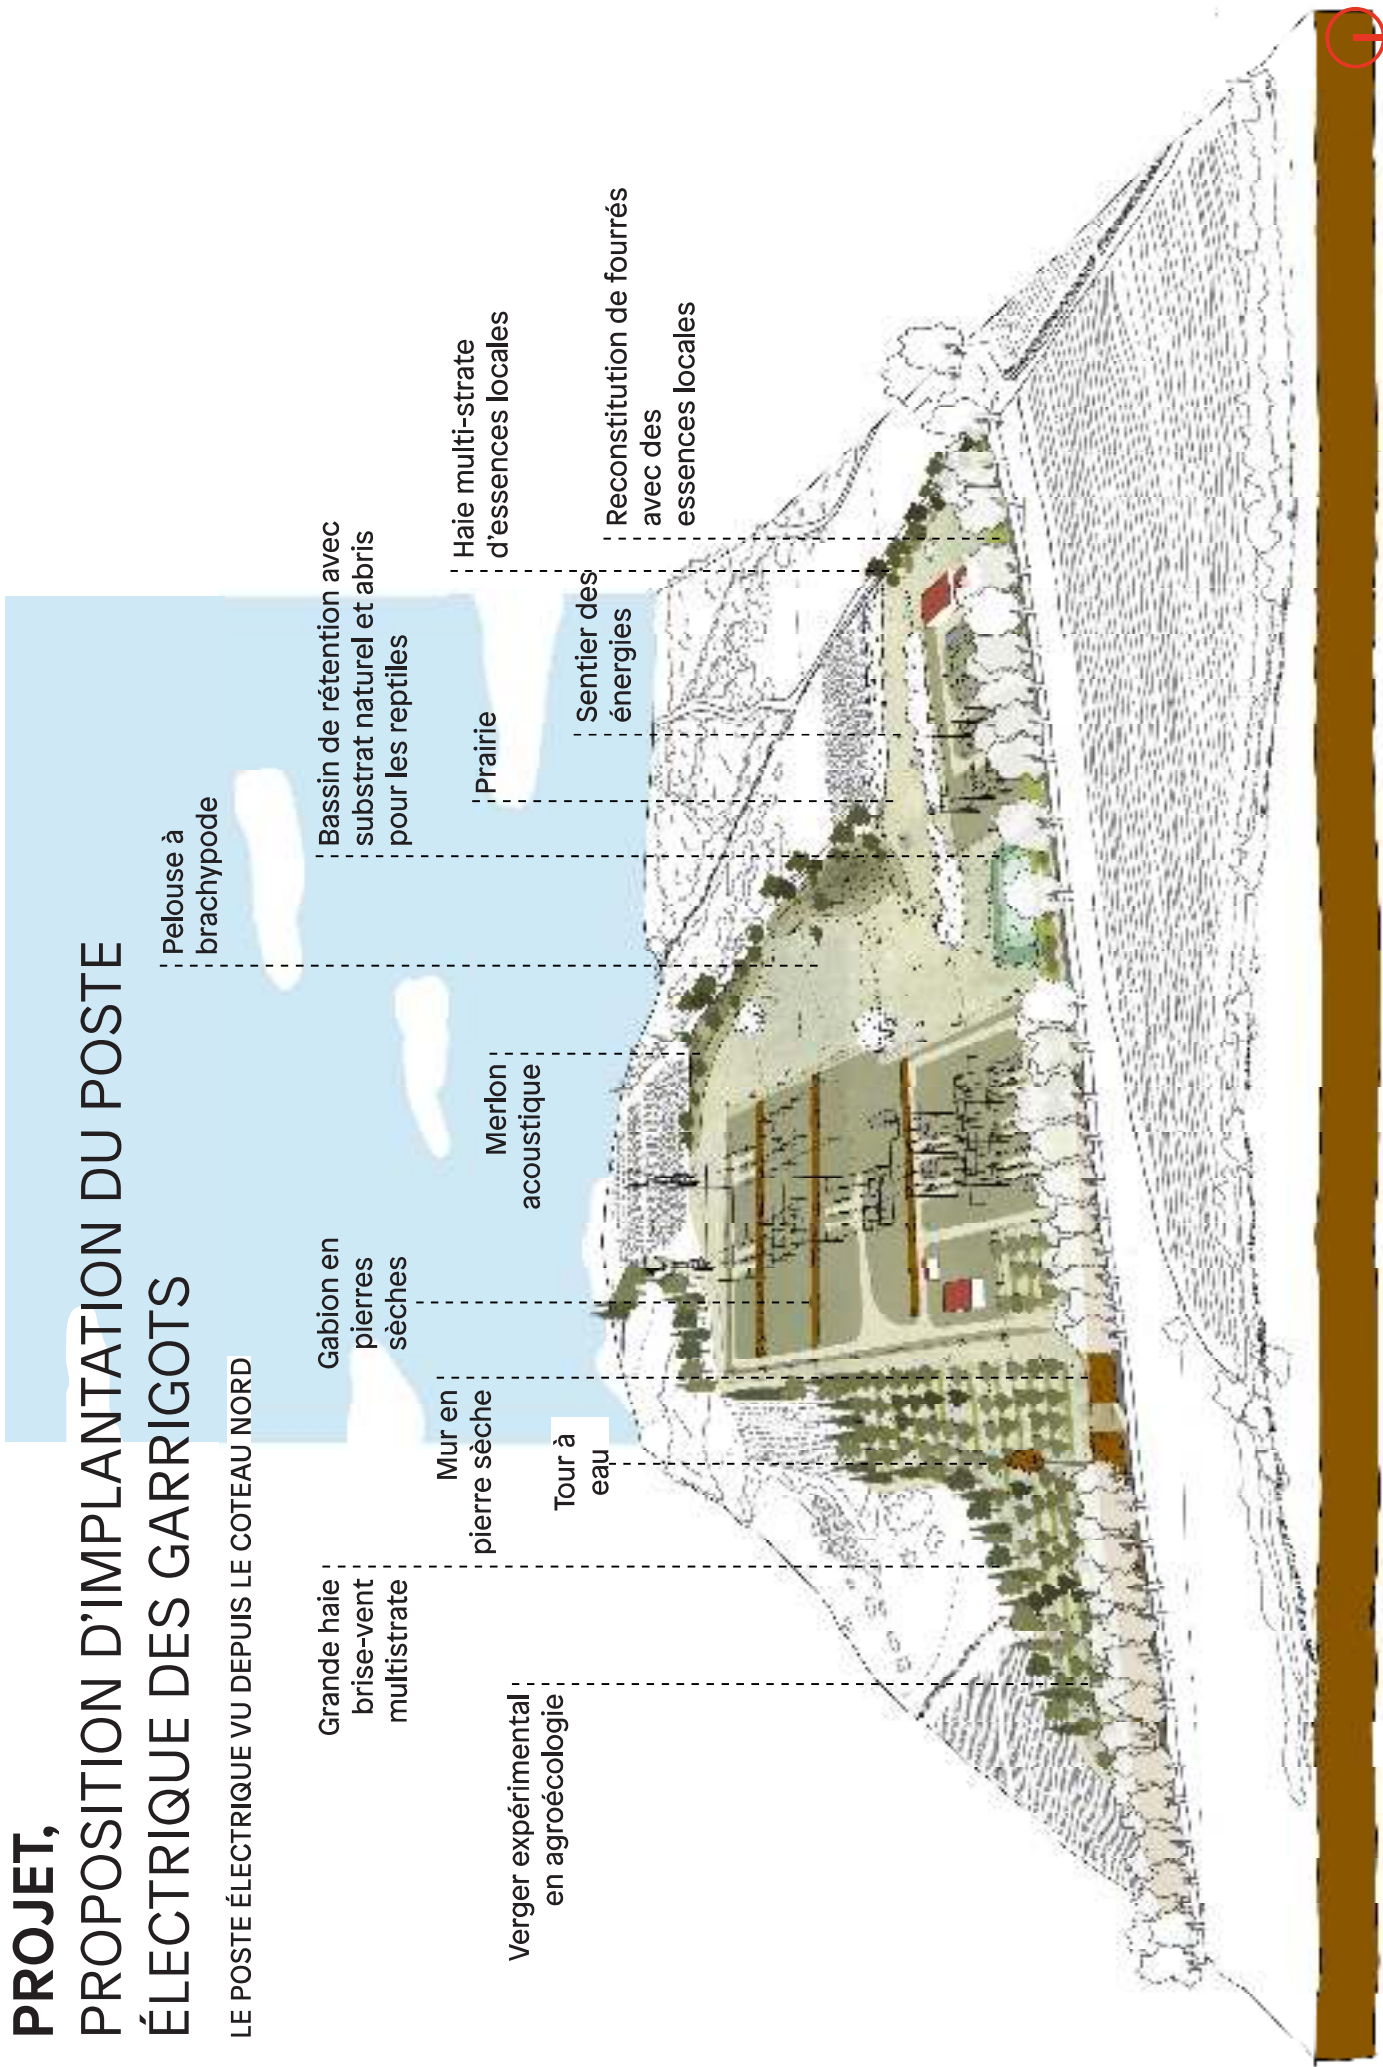 PROJET,
PROPOSITION D'IMPLANTATION DU POSTE
ÉLECTRIQUE DES GARRIGOTS
LE POSTE ÉLECTRIQUE VU DEPUIS LE COTEAU NORD
Verger expérimental
en agroécologie
Grande haie
brise-vent
multistrate
Tour à
eau
Mur en
pierre sèche
Gabion en
pierres
sèches
Merlon
acoustique
Pelouse à
brachypode
Bassin de rétention avec
substrat naturel et abris
pour les reptiles
Prairie
Sentier des
énergies
Haie multi-strate
d'essences locales
Reconstitution de fourrés
avec des
essences locales